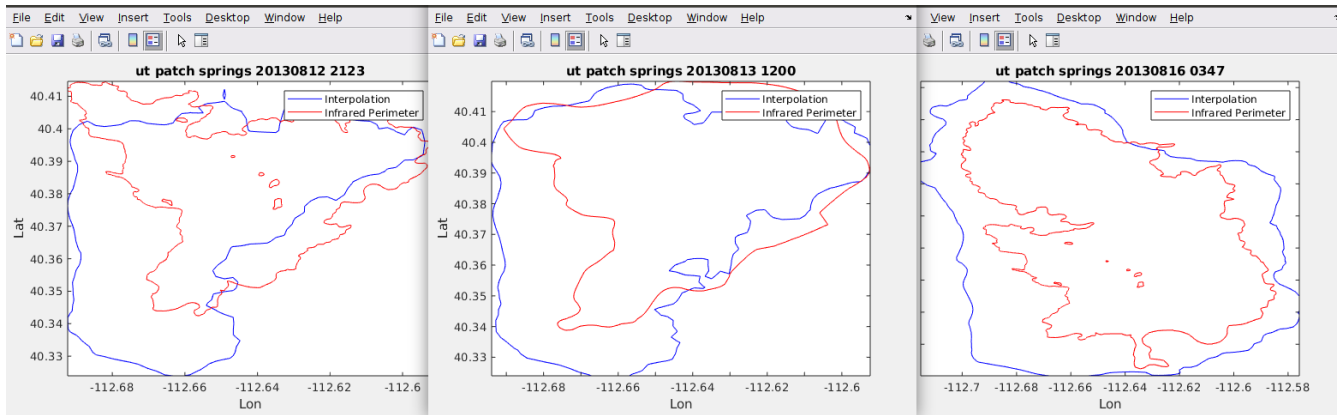 File Edit View Insert Tools Desktop Window Help
ut patch springs 20130812 2123
Interpolation
Infrared Perimeter
40.41
40.4
40.39
40.38
40.37
40.36
40.35
40.34
40.33
Lat
-112.68 -112.66 -112.64 -112.62 -112.6
Lon
File Edit View Insert Tools Desktop Window Help
ut patch springs 20130813 1200
Interpolation
Infrared Perimeter
40.41
40.4
40.39
40.38
40.37
40.36
40.35
40.34
40.33
Lat
-112.68 -112.66 -112.64 -112.62 -112.6
Lon
View Insert Tools Desktop Window Help
ut patch springs 20130816 0347
Interpolation
Infrared Perimeter
-112.7 -112.68 -112.66 -112.64 -112.62 -112.6 -112.58
Lon